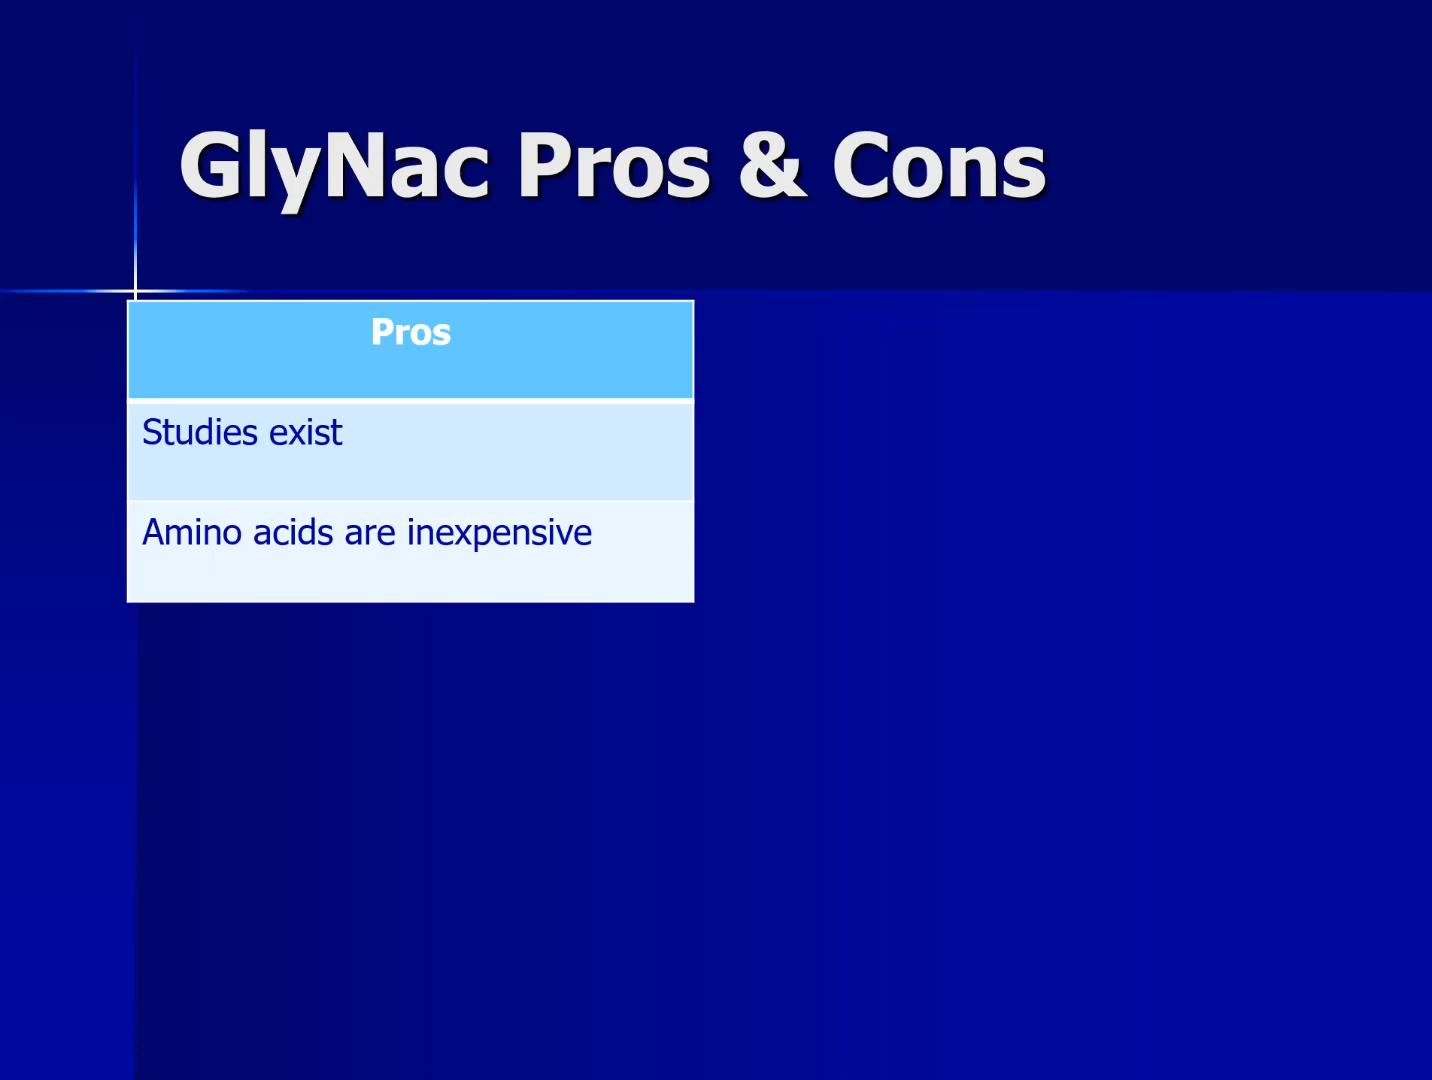 GlyNac Pros & Cons
Pros
Studies exist
Amino acids are inexpensive